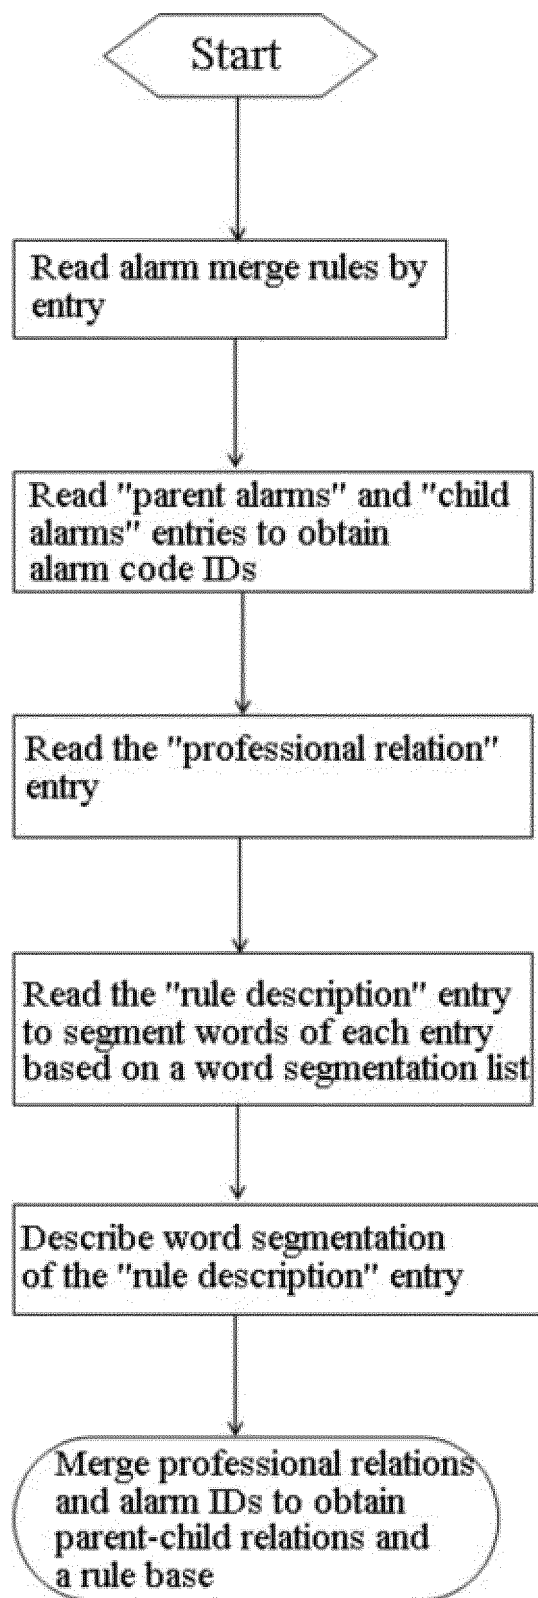 Start
Read alarm merge rules by
entry
Read "parent alarms" and "child
alarms" entries to obtain
alarm code IDs
Read the "professional relation"
entry
Read the "rule description" entry
to segment words of each entry
based on a word segmentation list
Describe word segmentation
of the "rule description" entry
Merge professional relations
and alarm IDs to obtain
parent-child relations and
a rule base